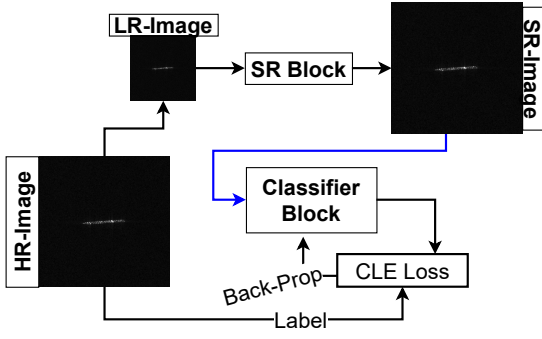 LR-Image
SR Block
SR-Image
HR-Image
Classifier
Block
Back-Prop
CLE Loss
Label